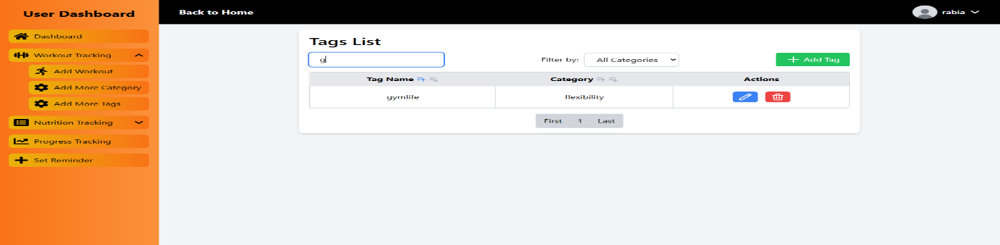 User Dashboard
Dashboard
Workout Tracking
Add Workout
Add More Category
Add More Tags
Nutrition Tracking
Progress Tracking
Set Reminder
Back to Home
rabia
Tags List
g
Filter by: All Categories
Add Tag
Tag Name Category Actions
gymlife flexibility
First 1 Last